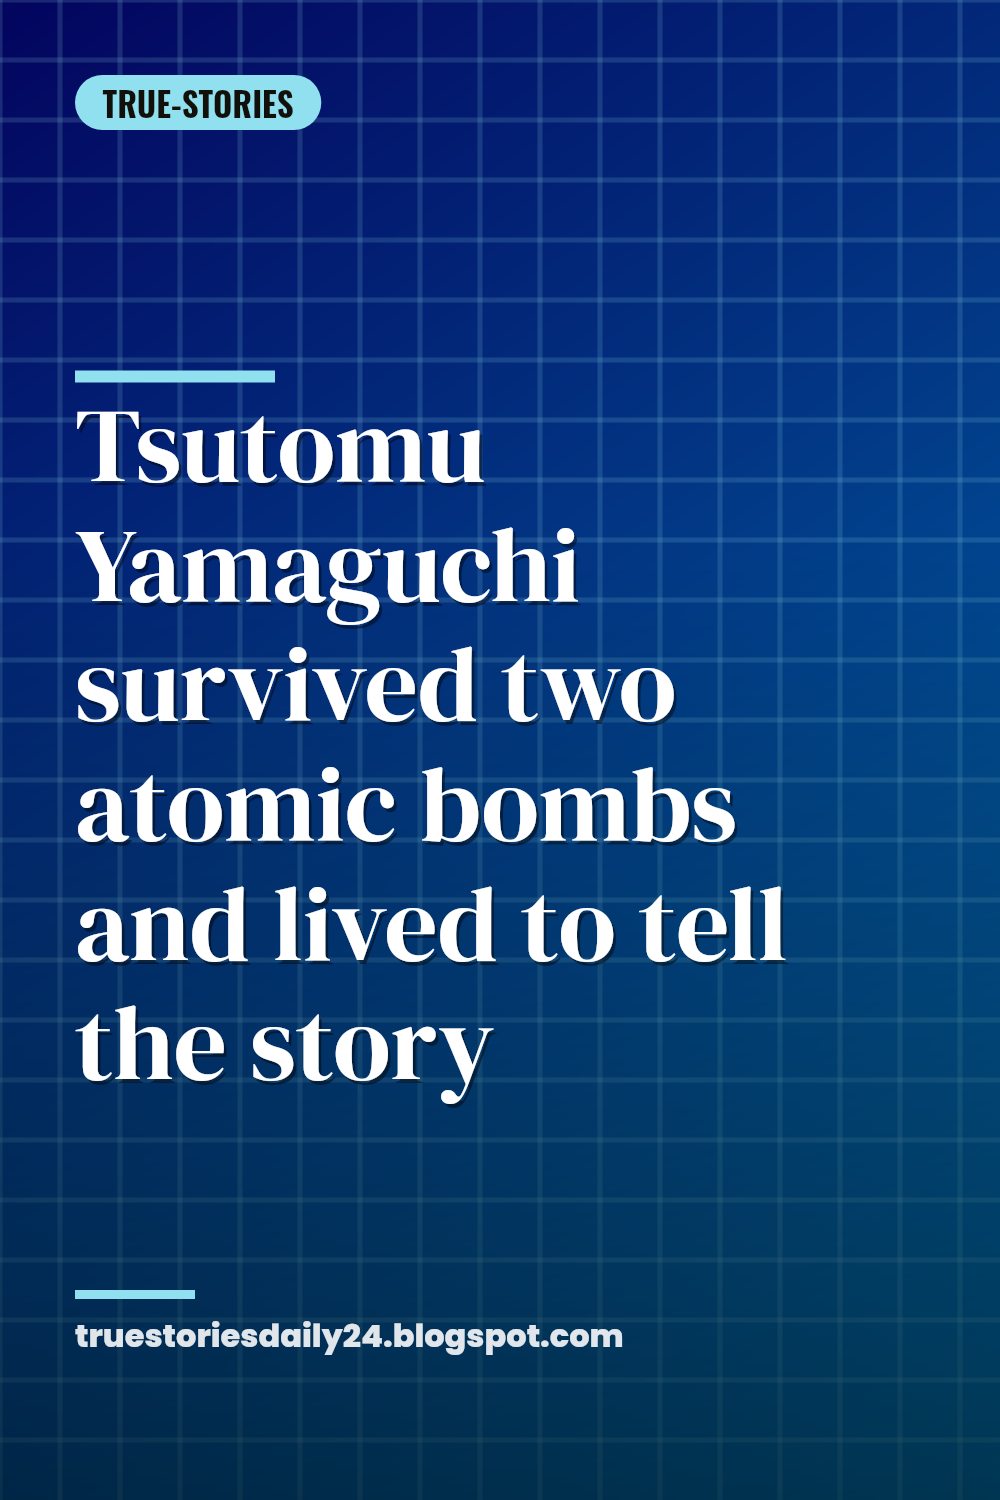 TRUE-STORIES
Tsutomu
Yamaguchi
survived two
atomic bombs
and lived to tell
the story
truestoriesdaily24.blogspot.com